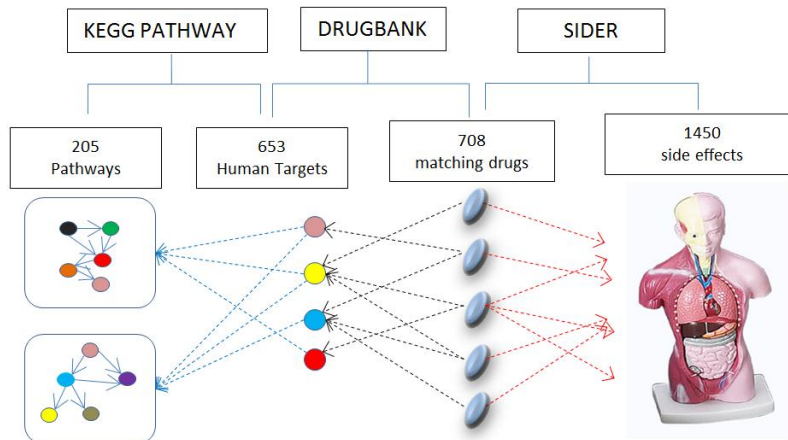 KEGG PATHWAY
DRUGBANK
SIDER
205
Pathways
653
Human Targets
708
matching drugs
1450
side effects